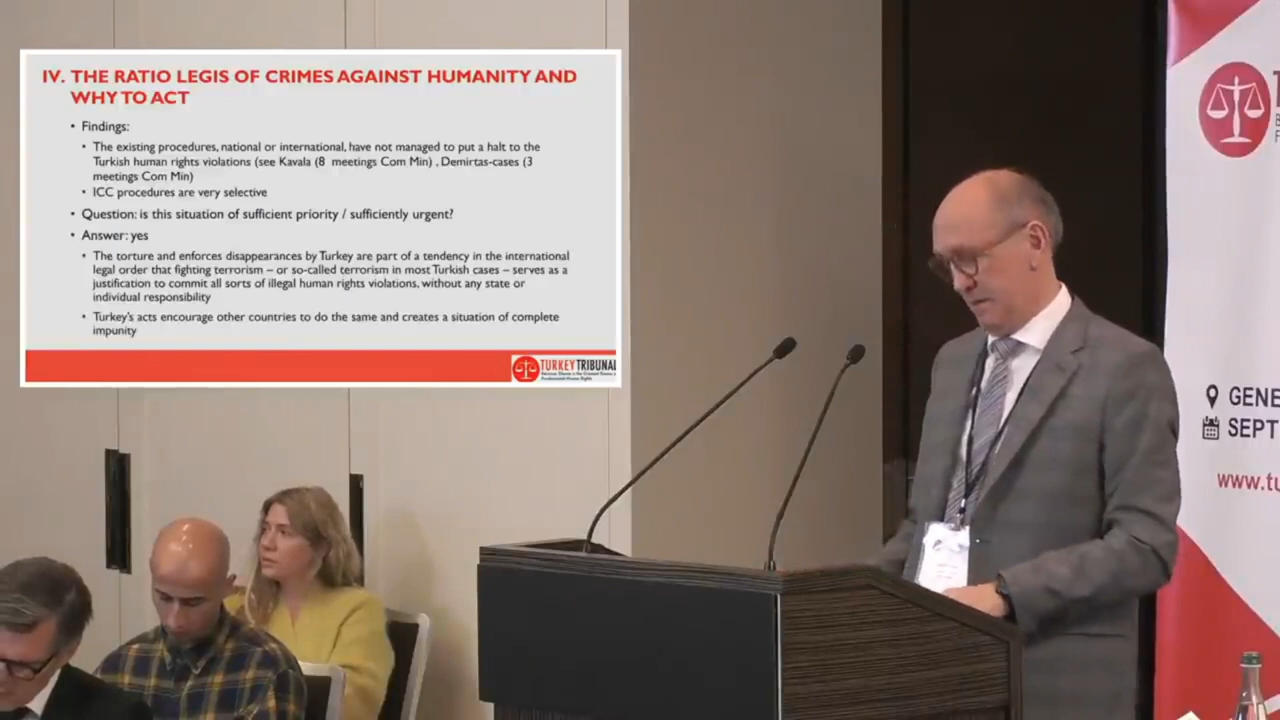 IV. THE RATIO LEGIS OF CRIMES AGAINST HUMANITY AND
WHY TO ACT
• Findings:
• The existing procedures, national or international, have not managed to put a halt to the
Turkish human rights violations (see Kavala (8 meetings Com Min) , Demirtas-cases (3
meetings Com Min)
• ICC procedures are very selective
• Question: is this situation of sufficient priority / sufficiently urgent?
• Answer: yes
• The torture and enforces disappearances by Turkey are part of a tendency in the international
legal order that fighting terrorism – or so-called terrorism in most Turkish cases – serves as a
justification to commit all sorts of illegal human rights violations, without any state or
individual responsibility
• Turkey's acts encourage other countries to do the same and creates a situation of complete
impunity
TURKEY TRIBUNAL
GENE
SEPT
www.tu